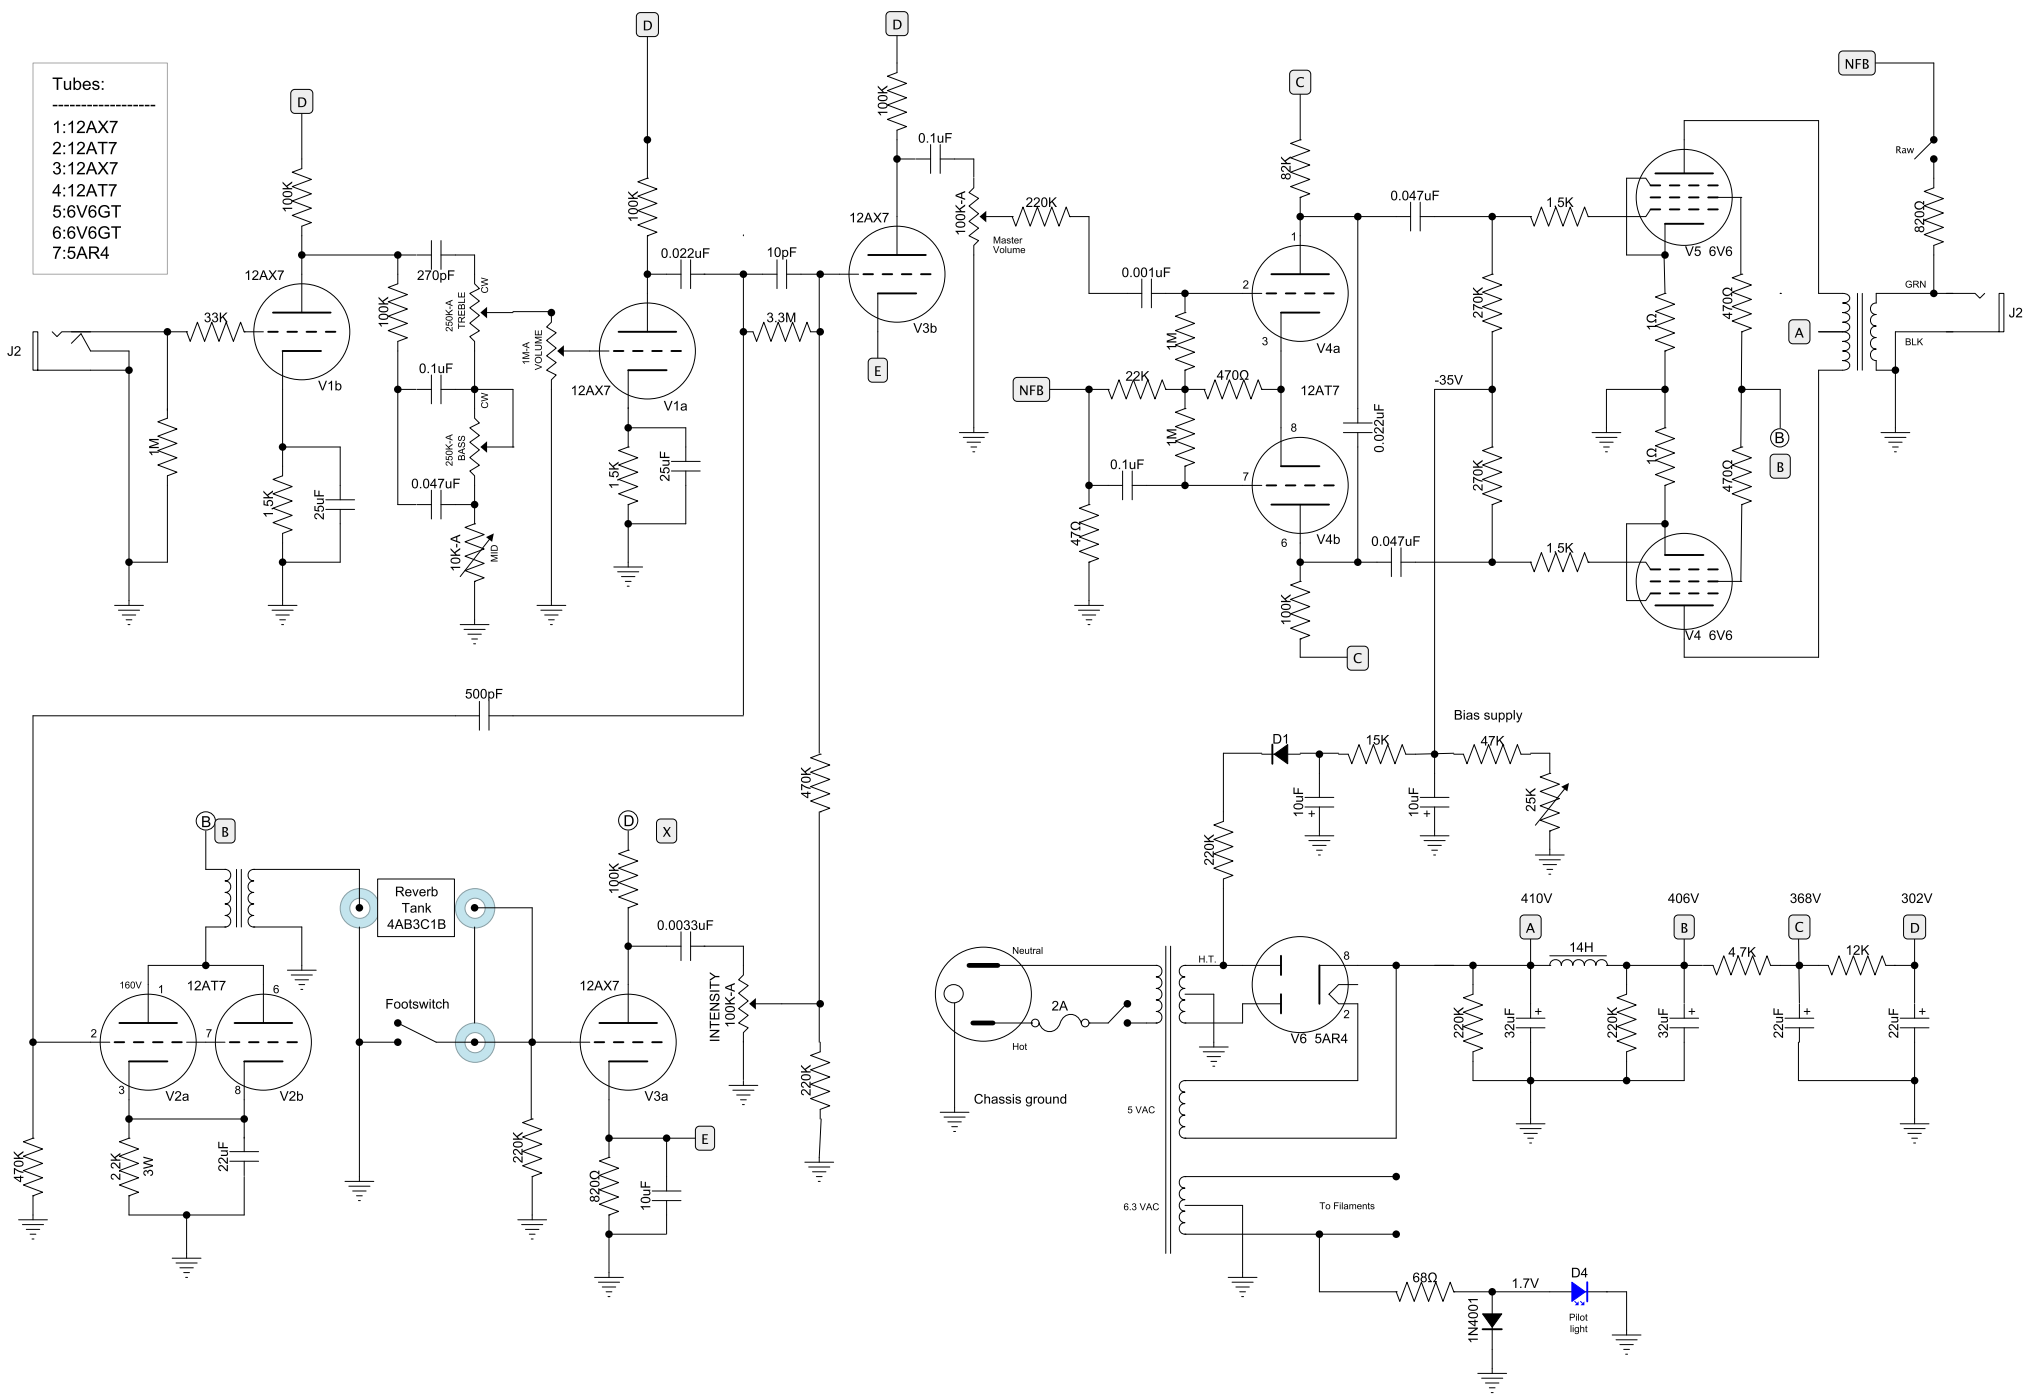 Tubes:
------------------
1:12AX7
2:12AT7
3:12AX7
4:12AT7
5:6V6GT
6:6V6GT
7:5AR4
J2
1M
33K
D
100K
12AX7
V1b
1.5K
25uF
100K
270pF
CW
250K-A
TREBLE
0.1uF
CW
250K-A
BASS
0.047uF
10K-A
MID
1M-A
VOLUME
D
100K
12AX7
V1a
1.5K
25uF
0.022uF
10pF
3.3M
D
100K
0.1uF
12AX7
V3b
E
100K-A
Master
Volume
220K
0.001uF
1M
NFB
22K
470Ω
1M
0.1uF
47Ω
C
82K
1
2
3
V4a
12AT7
8
7
V4b
6
100K
C
0.022uF
0.047uF
0.047uF
270K
-35V
270K
1.5K
1.5K
V5 6V6
1Ω
470Ω
1Ω
470Ω
B
B
V4 6V6
A
NFB
Raw
820Ω
GRN
BLK
J2
500pF
470K
B
B
Reverb
Tank
4AB3C1B
160V
1
12AT7
6
2
7
3
V2a
8
V2b
470K
2.2K
3W
22uF
Footswitch
220K
D
X
100K
0.0033uF
12AX7
V3a
INTENSITY
100K-A
E
820Ω
10uF
220K
Bias supply
D1
15K
47K
10uF
+
10uF
+
25K
220K
Neutral
Hot
2A
Chassis ground
H.T.
8
2
V6 5AR4
5 VAC
6.3 VAC
To Filaments
410V
406V
368V
302V
A
14H
B
4.7K
C
12K
D
220K
32uF
+
220K
32uF
+
22uF
+
22uF
+
68Ω
1.7V
D4
1N4001
Pilot
light